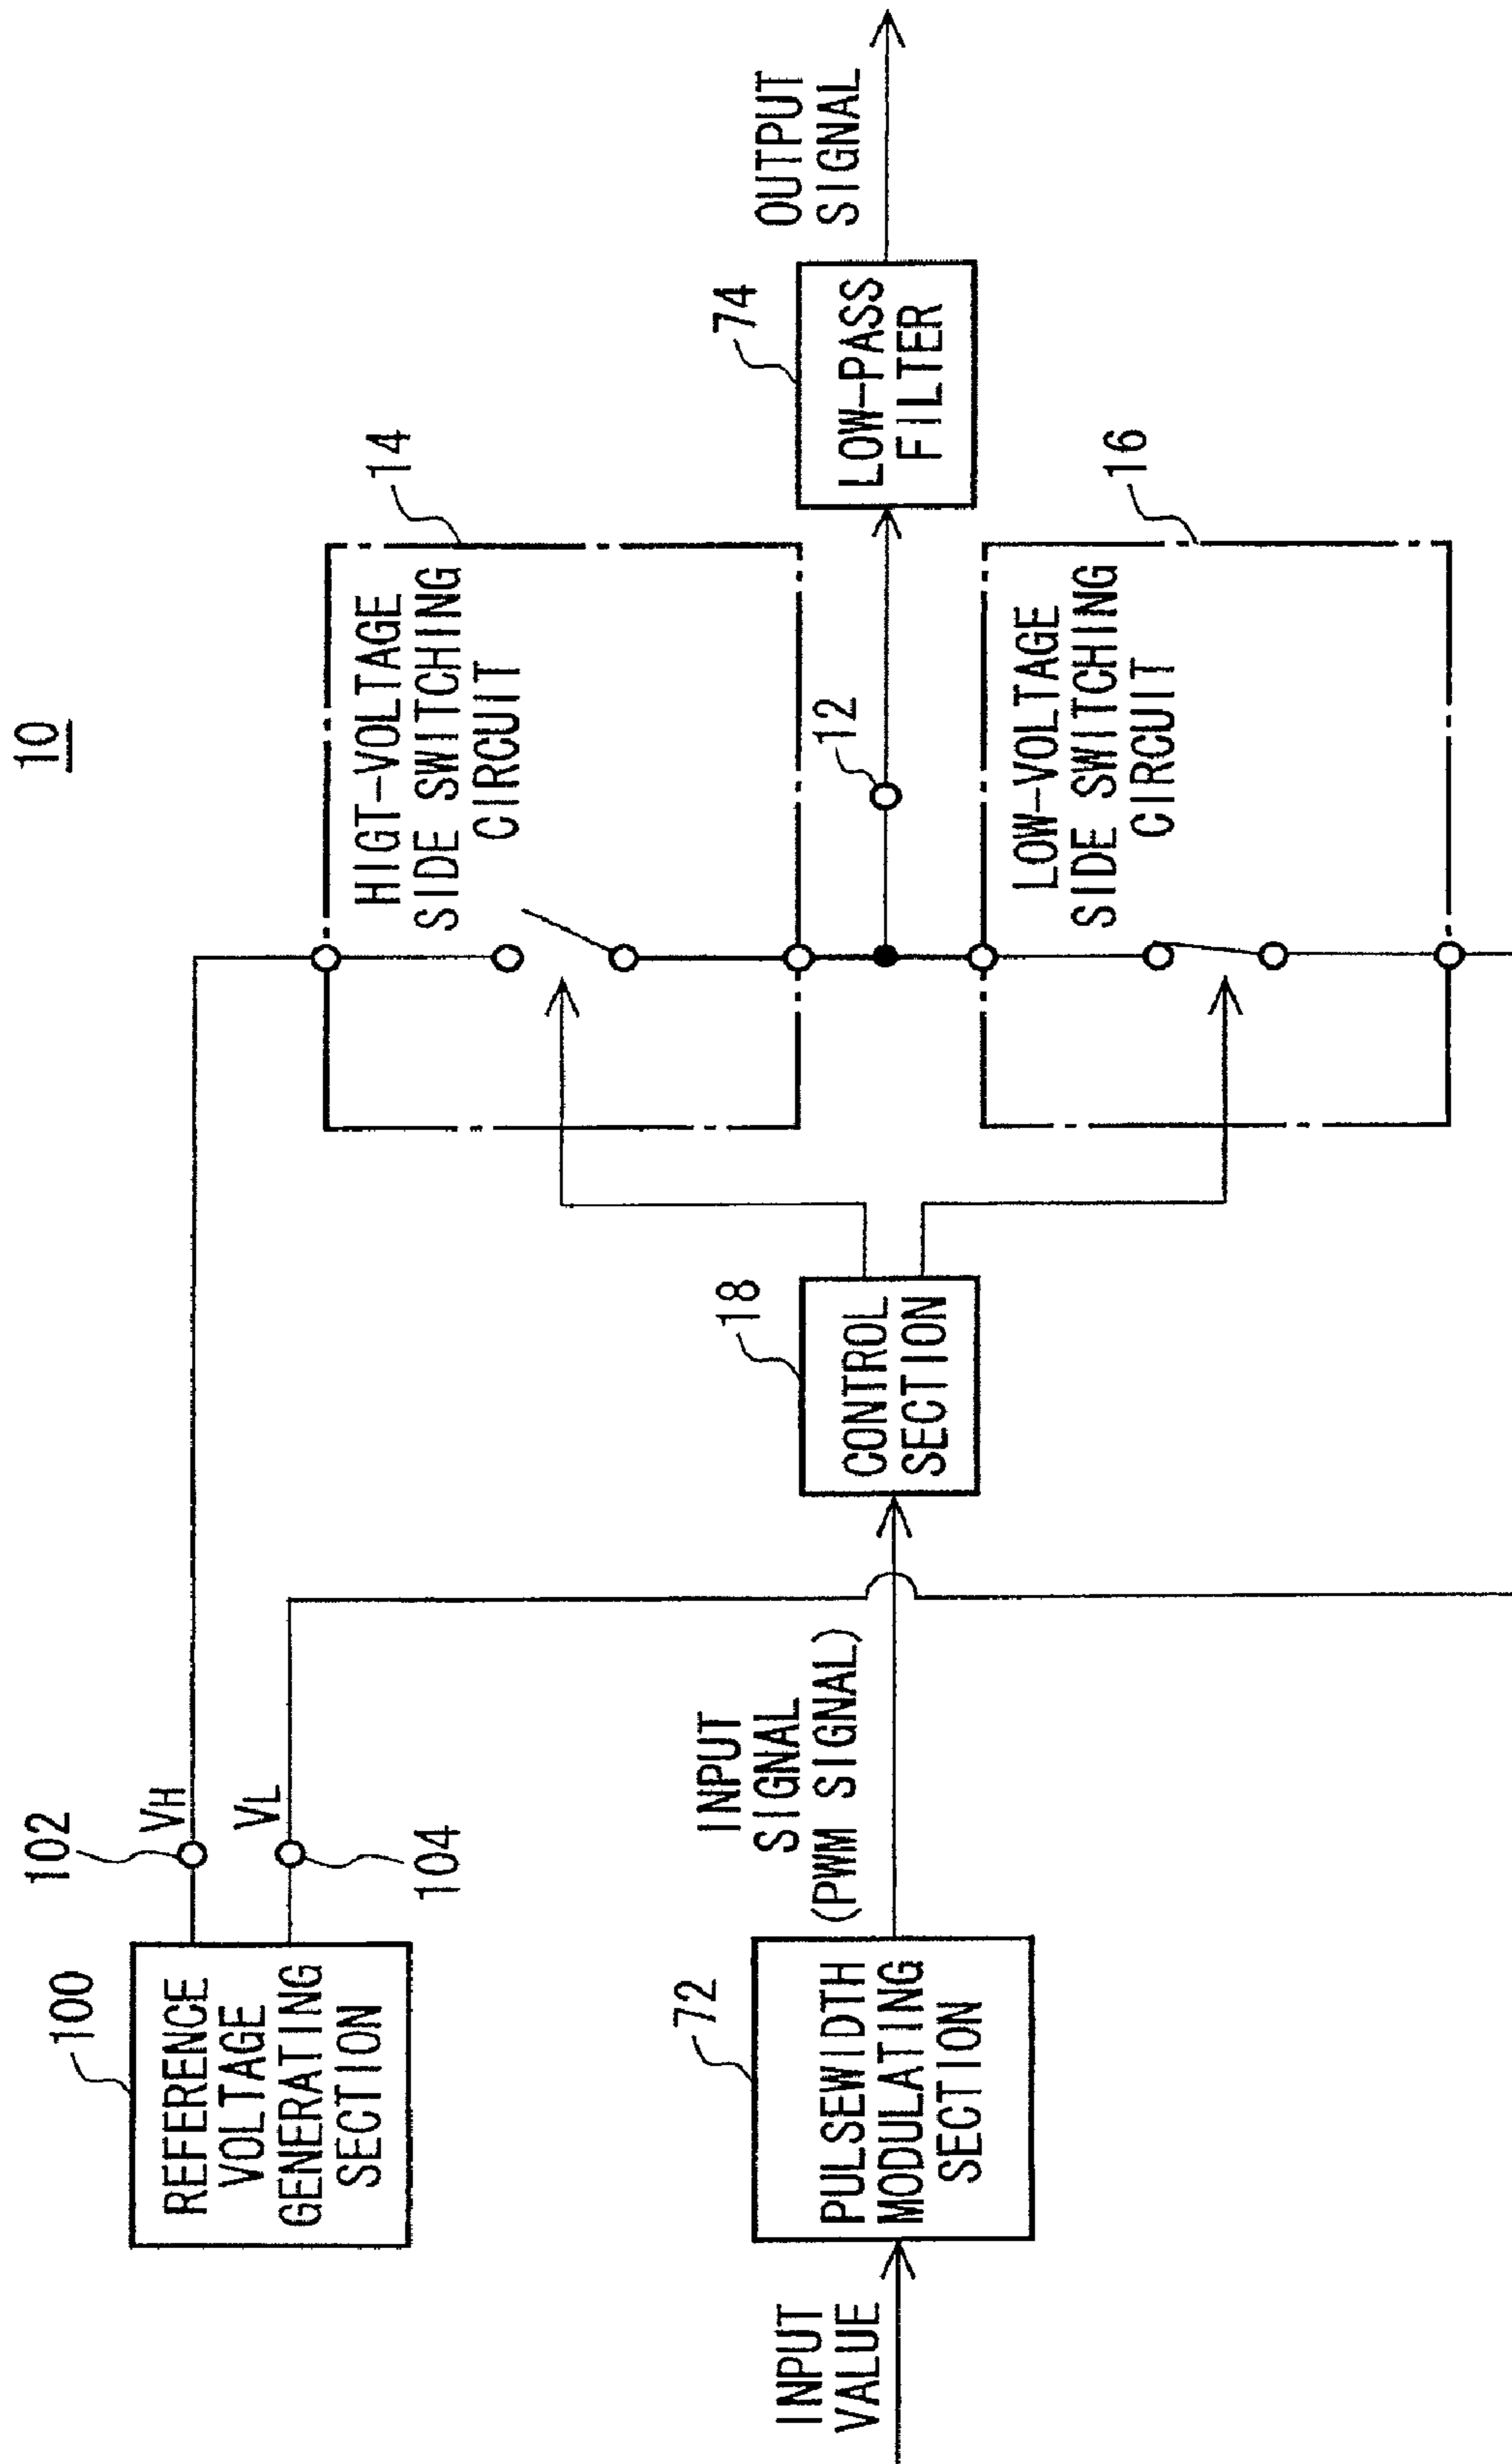 10
100
REFERENCE
VOLTAGE
GENERATING
SECTION
102
VH
VL
104
14
HIGT-VOLTAGE
SIDE SWITCHING
CIRCUIT
INPUT
VALUE
72
PULSEWIDTH
MODULATING
SECTION
INPUT
SIGNAL
(PWM SIGNAL)
18
CONTROL
SECTION
12
74
LOW-PASS
FILTER
OUTPUT
SIGNAL
16
LOW-VOLTAGE
SIDE SWITCHING
CIRCUIT